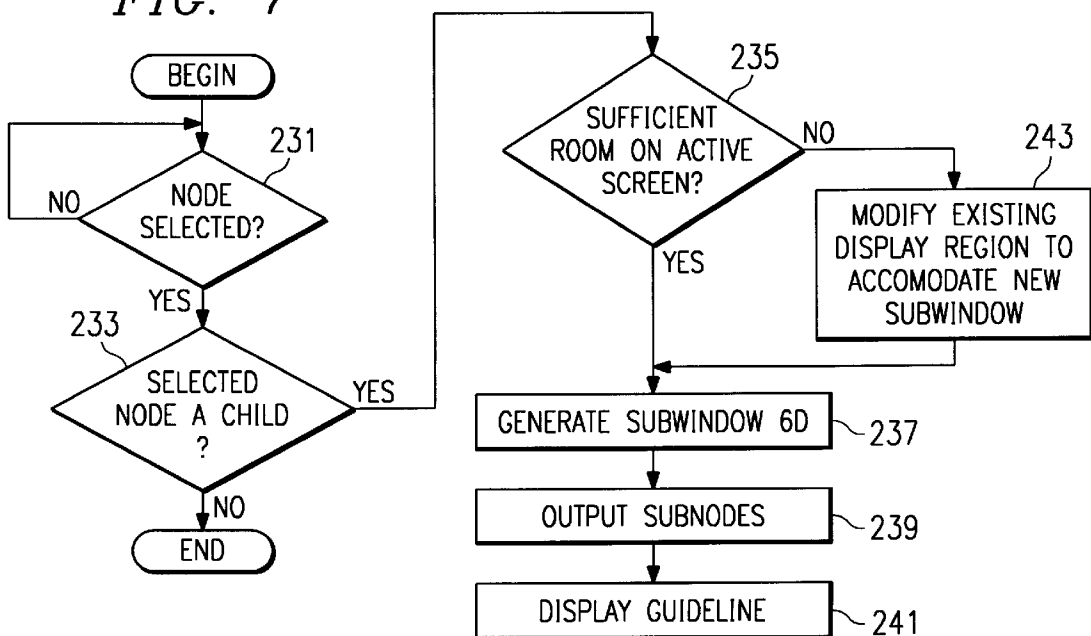 FIG. 7
BEGIN
231
NODE
SELECTED?
NO
YES
233
SELECTED
NODE A CHILD
?
YES
NO
END
235
SUFFICIENT
ROOM ON ACTIVE
SCREEN?
NO
YES
243
MODIFY EXISTING
DISPLAY REGION TO
ACCOMODATE NEW
SUBWINDOW
GENERATE SUBWINDOW 6D
237
OUTPUT SUBNODES
239
DISPLAY GUIDELINE
241